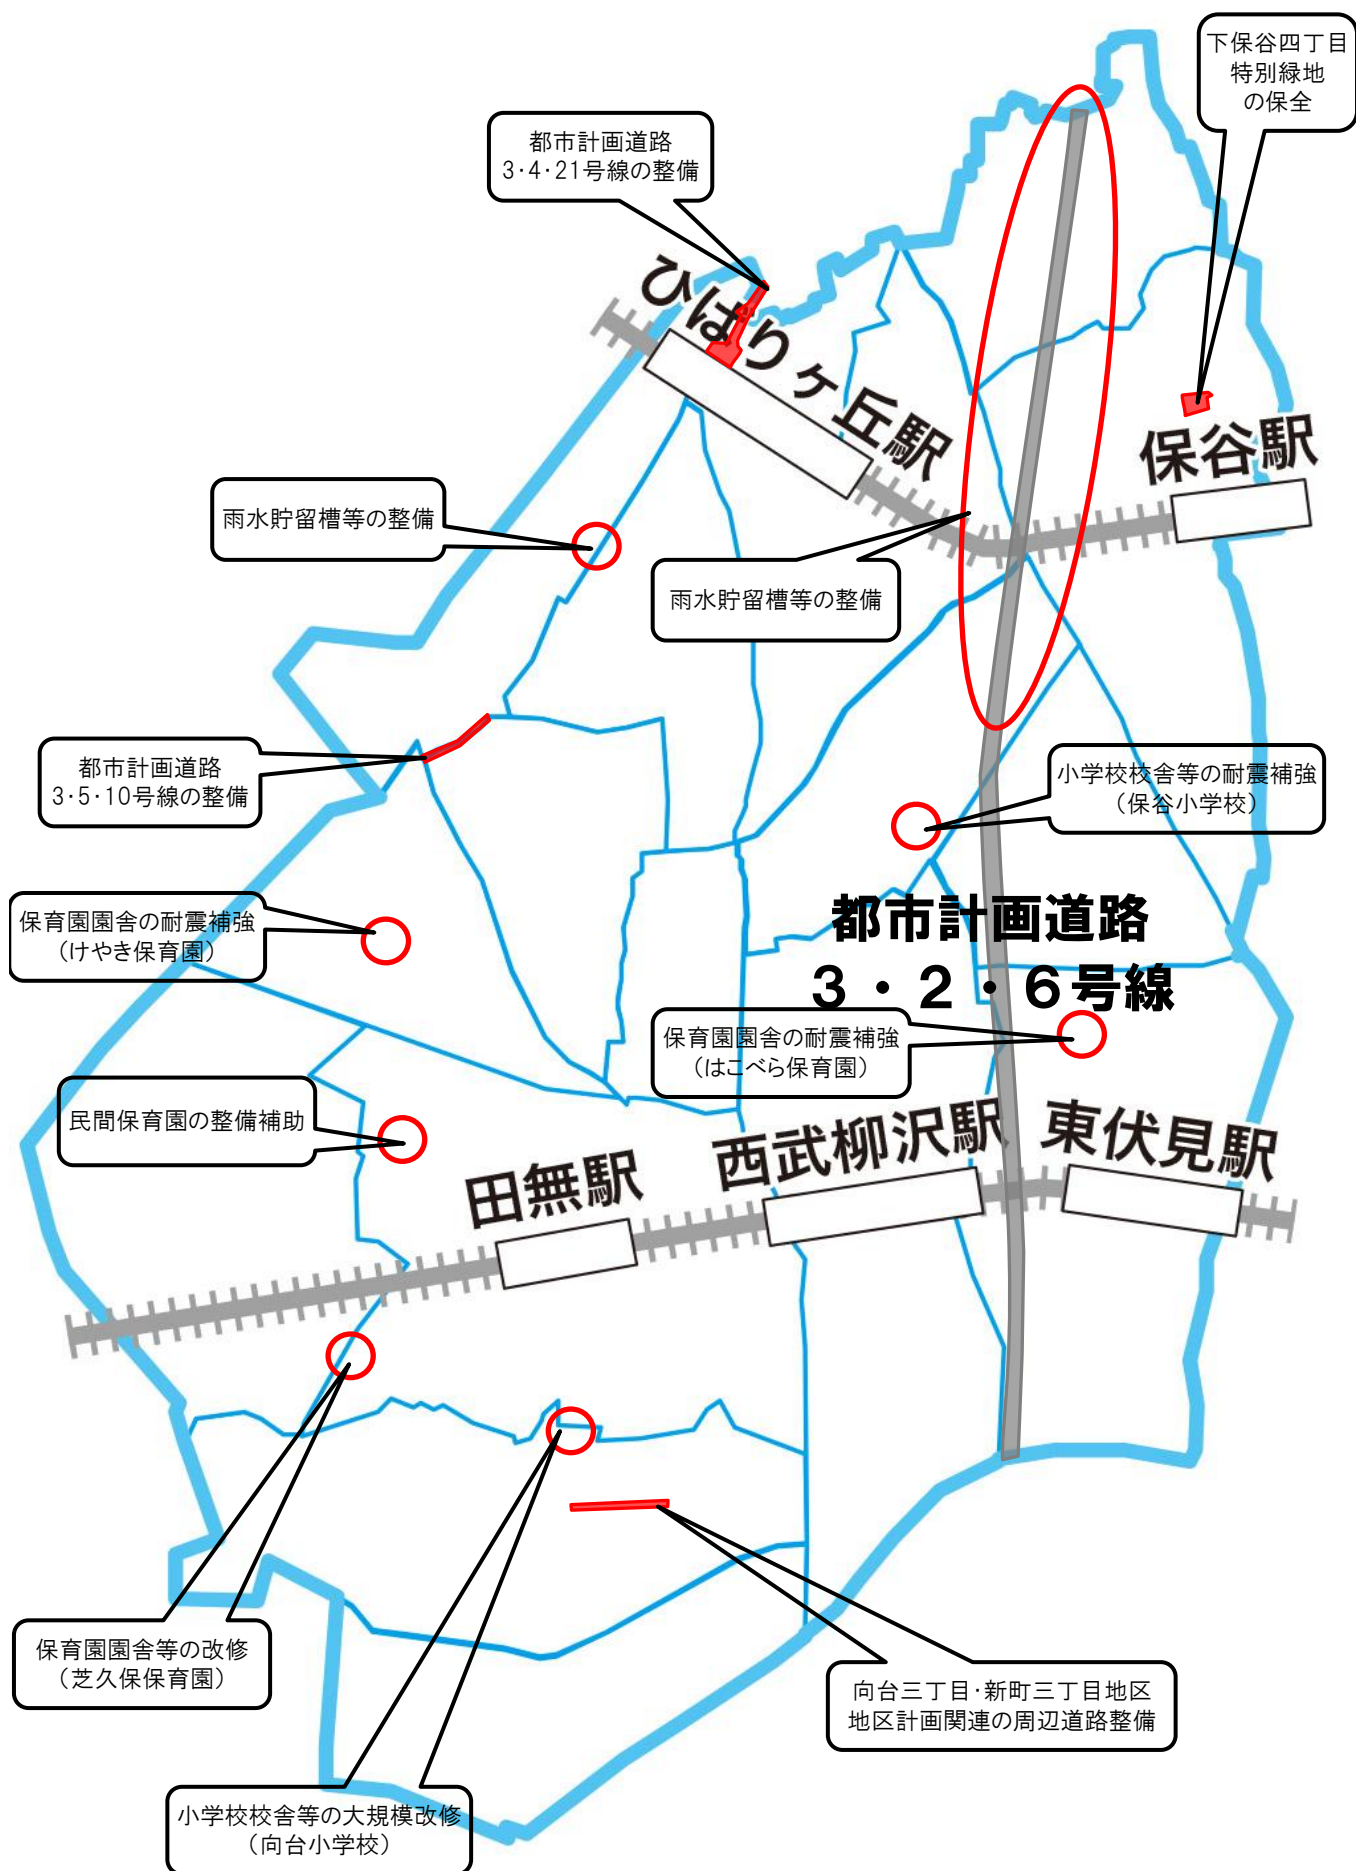 下保谷四丁目
特別緑地
の保全
都市計画道路
3・4・21号線の整備
ひばりヶ丘駅
保谷駅
雨水貯留槽等の整備
雨水貯留槽等の整備
都市計画道路
3・5・10号線の整備
小学校校舎等の耐震補強
（保谷小学校）
保育園園舎の耐震補強
（けやき保育園）
都市計画道路
３・２・６号線
保育園園舎の耐震補強
（はこべら保育園）
民間保育園の整備補助
田無駅
西武柳沢駅
東伏見駅
保育園園舎等の改修
（芝久保保育園）
向台三丁目・新町三丁目地区
地区計画関連の周辺道路整備
小学校校舎等の大規模改修
（向台小学校）